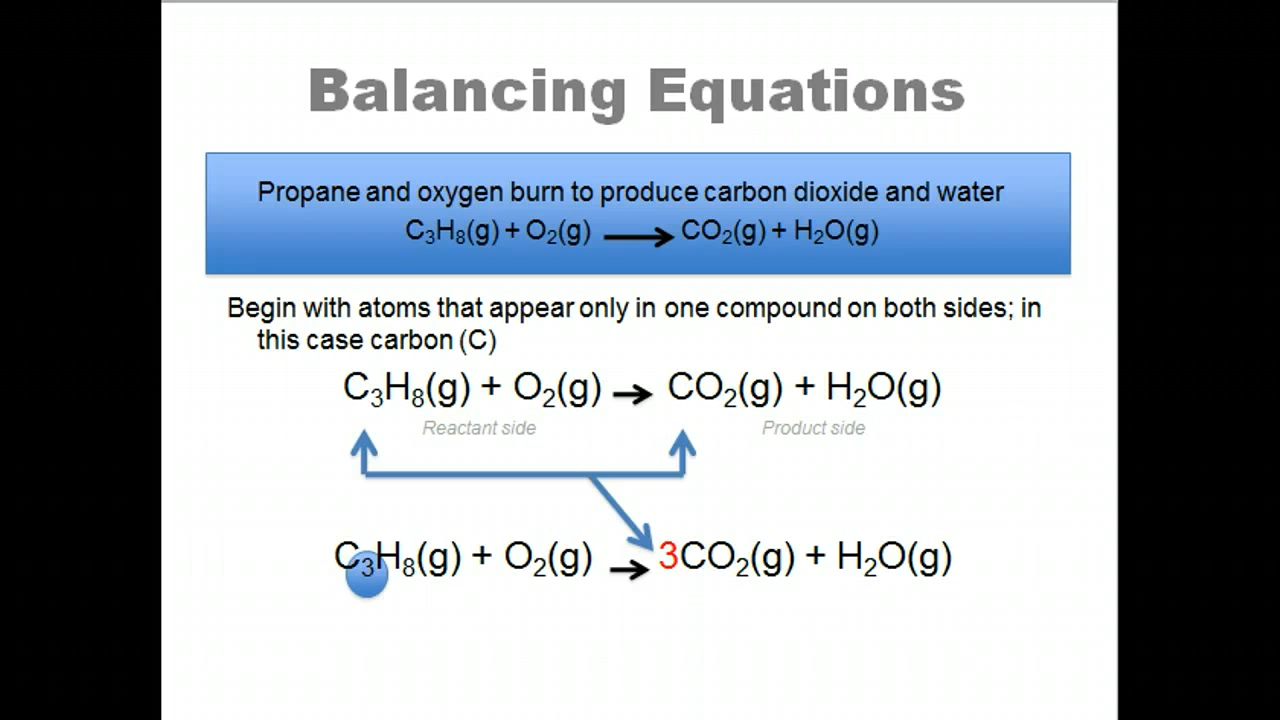 Balancing Equations
Propane and oxygen burn to produce carbon dioxide and water
C₃H₈(g) + O₂(g) → CO₂(g) + H₂O(g)
Begin with atoms that appear only in one compound on both sides; in
this case carbon (C)
C₃H₈(g) + O₂(g) → CO₂(g) + H₂O(g)
Reactant side Product side
C₃H₈(g) + O₂(g) → 3CO₂(g) + H₂O(g)